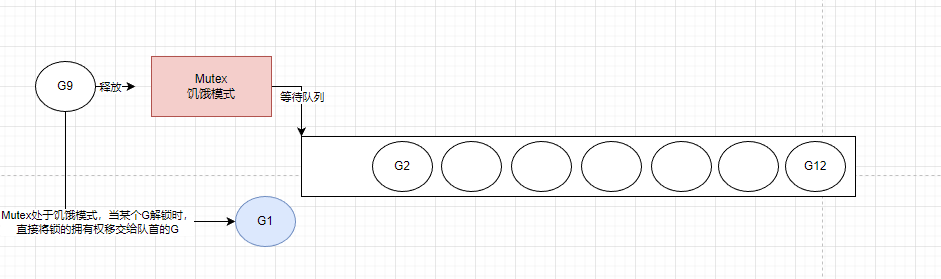 G9
释放
Mutex
饥饿模式
等待队列
G2
G12
Mutex处于饥饿模式，当某个G解锁时，
直接将锁的拥有权移交给队首的G
G1